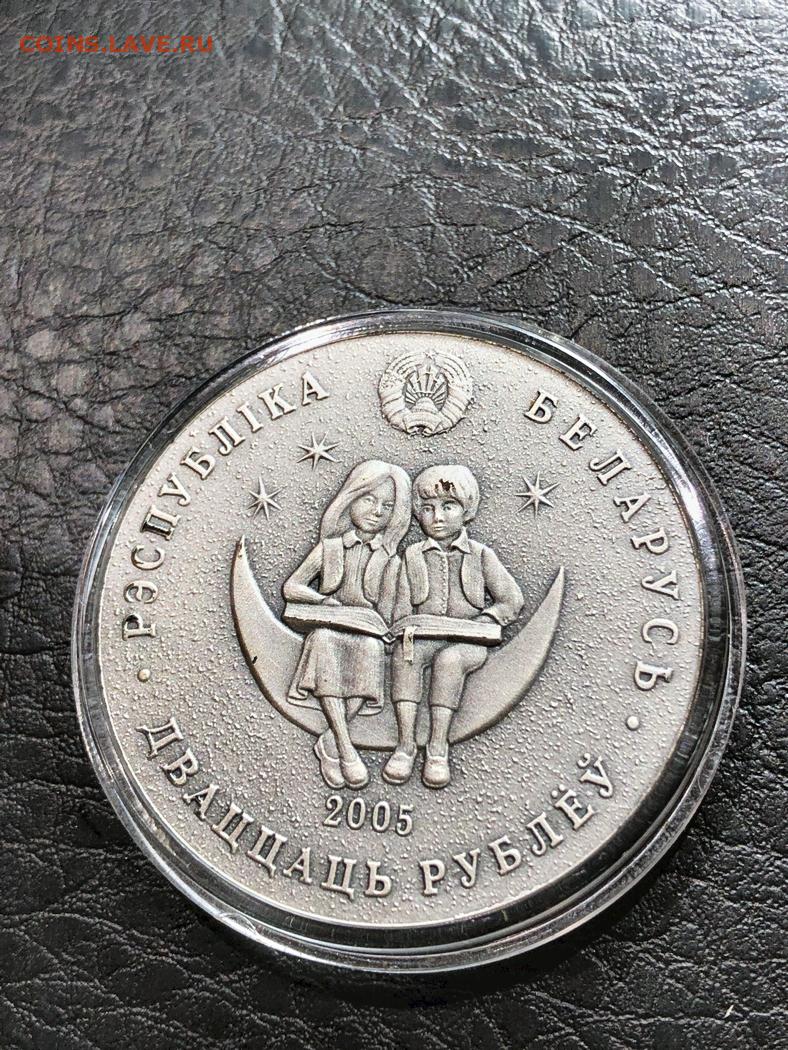 COINS.LAVE.RU
РЭСПУБЛІКА БЕЛАРУСЬ
2005
ДВАЦЦАЦЬ РУБЛЁЎ